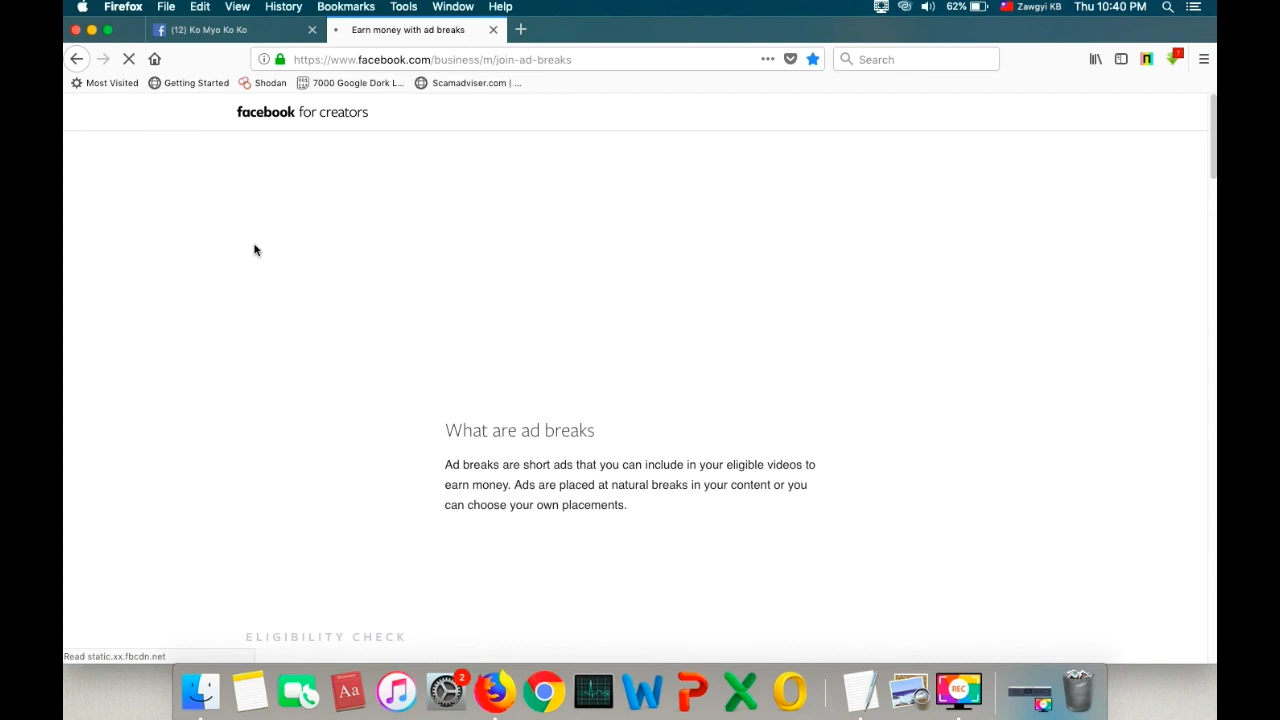 Firefox File Edit View History Bookmarks Tools Window Help 62% Zawgyi KB Thu 10:40 PM
(12) Ko Myo Ko Ko Earn money with ad breaks
https://www.facebook.com/business/m/join-ad-breaks Search
Most Visited Getting Started Shodan 7000 Google Dork L... Scamadviser.com | ...
facebook for creators
What are ad breaks
Ad breaks are short ads that you can include in your eligible videos to
earn money. Ads are placed at natural breaks in your content or you
can choose your own placements.
ELIGIBILITY CHECK
Read static.xx.fbcdn.net
2
Aa
W P X O
REC